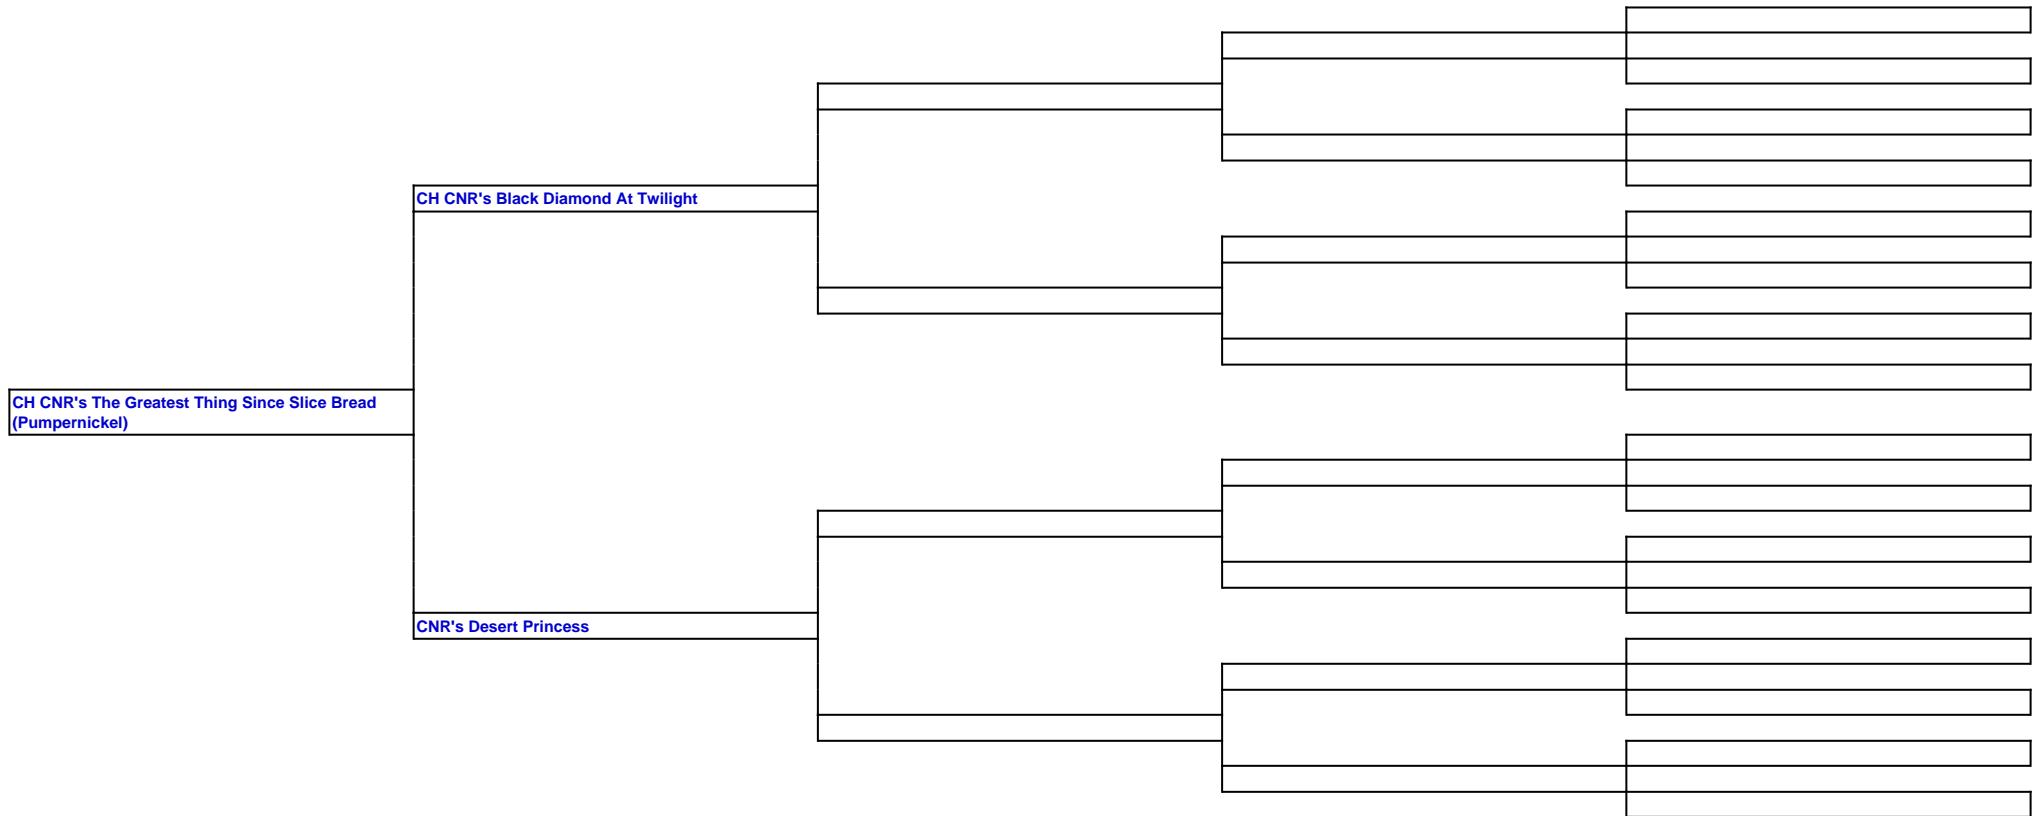 CH CNR's Black Diamond At Twilight
CH CNR's The Greatest Thing Since Slice Bread
(Pumpernickel)
CNR's Desert Princess